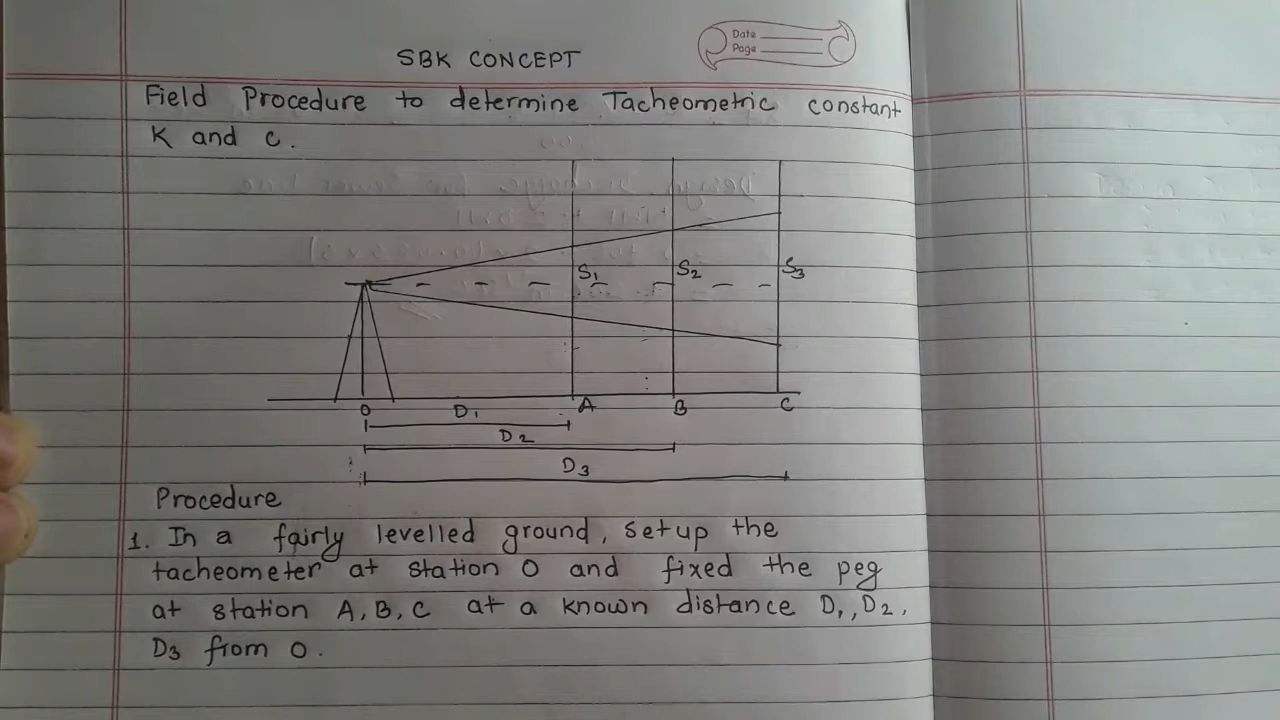 SBK CONCEPT
Date
Page
Field Procedure to determine Tacheometric constant
K and c.
S1 S2 S3
O D1 A B C
D2
D3
Procedure
1. In a fairly levelled ground, setup the
tacheometer at station O and fixed the peg
at station A, B, C at a known distance D1, D2,
D3 from O.